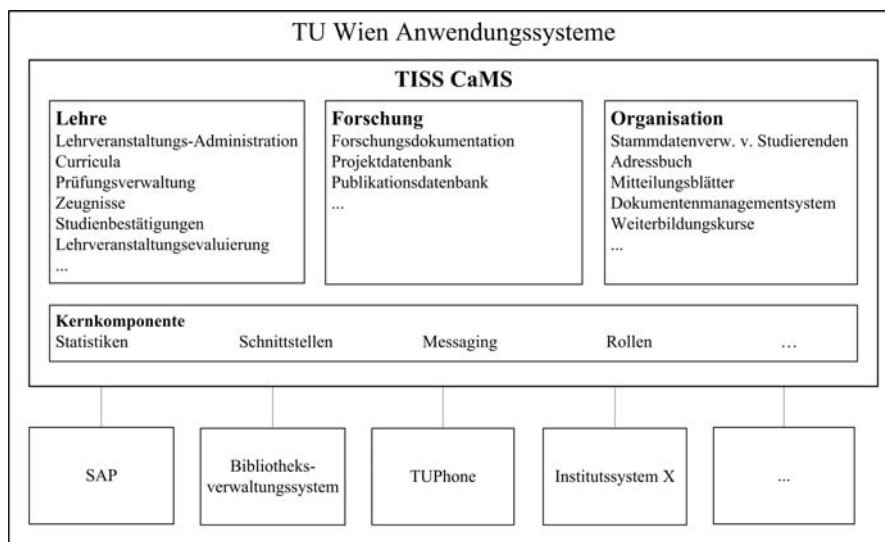 TU Wien Anwendungssysteme
TISS CaMS
Lehre
Lehrveranstaltungs-Administration
Curricula
Prüfungsverwaltung
Zeugnisse
Studienbestätigungen
Lehrveranstaltungsevaluierung
...
Forschung
Forschungsdokumentation
Projektdatenbank
Publikationsdatenbank
...
Organisation
Stammdatenverw. v. Studierenden
Adressbuch
Mitteilungsblätter
Dokumentenmanagementsystem
Weiterbildungskurse
...
Kernkomponente
Statistiken Schnittstellen Messaging Rollen …
SAP
Bibliotheks-
verwaltungssystem
TUPhone
Institutssystem X
...